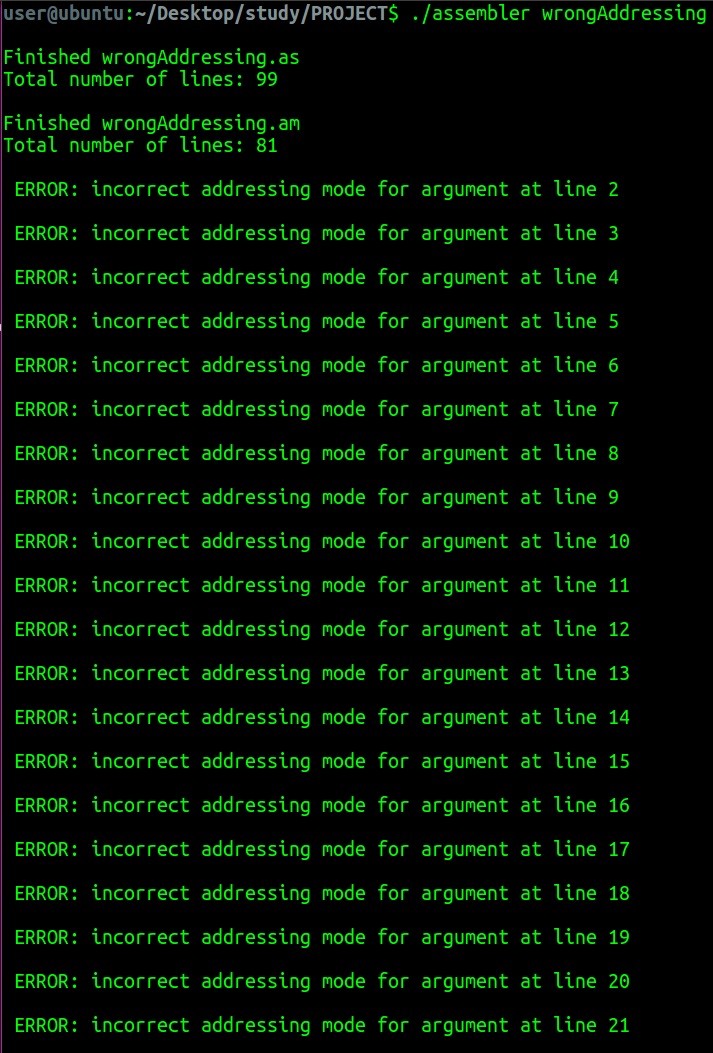 user@ubuntu:~/Desktop/study/PROJECT$ ./assembler wrongAddressing
Finished wrongAddressing.as
Total number of lines: 99
Finished wrongAddressing.am
Total number of lines: 81
ERROR: incorrect addressing mode for argument at line 2
ERROR: incorrect addressing mode for argument at line 3
ERROR: incorrect addressing mode for argument at line 4
ERROR: incorrect addressing mode for argument at line 5
ERROR: incorrect addressing mode for argument at line 6
ERROR: incorrect addressing mode for argument at line 7
ERROR: incorrect addressing mode for argument at line 8
ERROR: incorrect addressing mode for argument at line 9
ERROR: incorrect addressing mode for argument at line 10
ERROR: incorrect addressing mode for argument at line 11
ERROR: incorrect addressing mode for argument at line 12
ERROR: incorrect addressing mode for argument at line 13
ERROR: incorrect addressing mode for argument at line 14
ERROR: incorrect addressing mode for argument at line 15
ERROR: incorrect addressing mode for argument at line 16
ERROR: incorrect addressing mode for argument at line 17
ERROR: incorrect addressing mode for argument at line 18
ERROR: incorrect addressing mode for argument at line 19
ERROR: incorrect addressing mode for argument at line 20
ERROR: incorrect addressing mode for argument at line 21